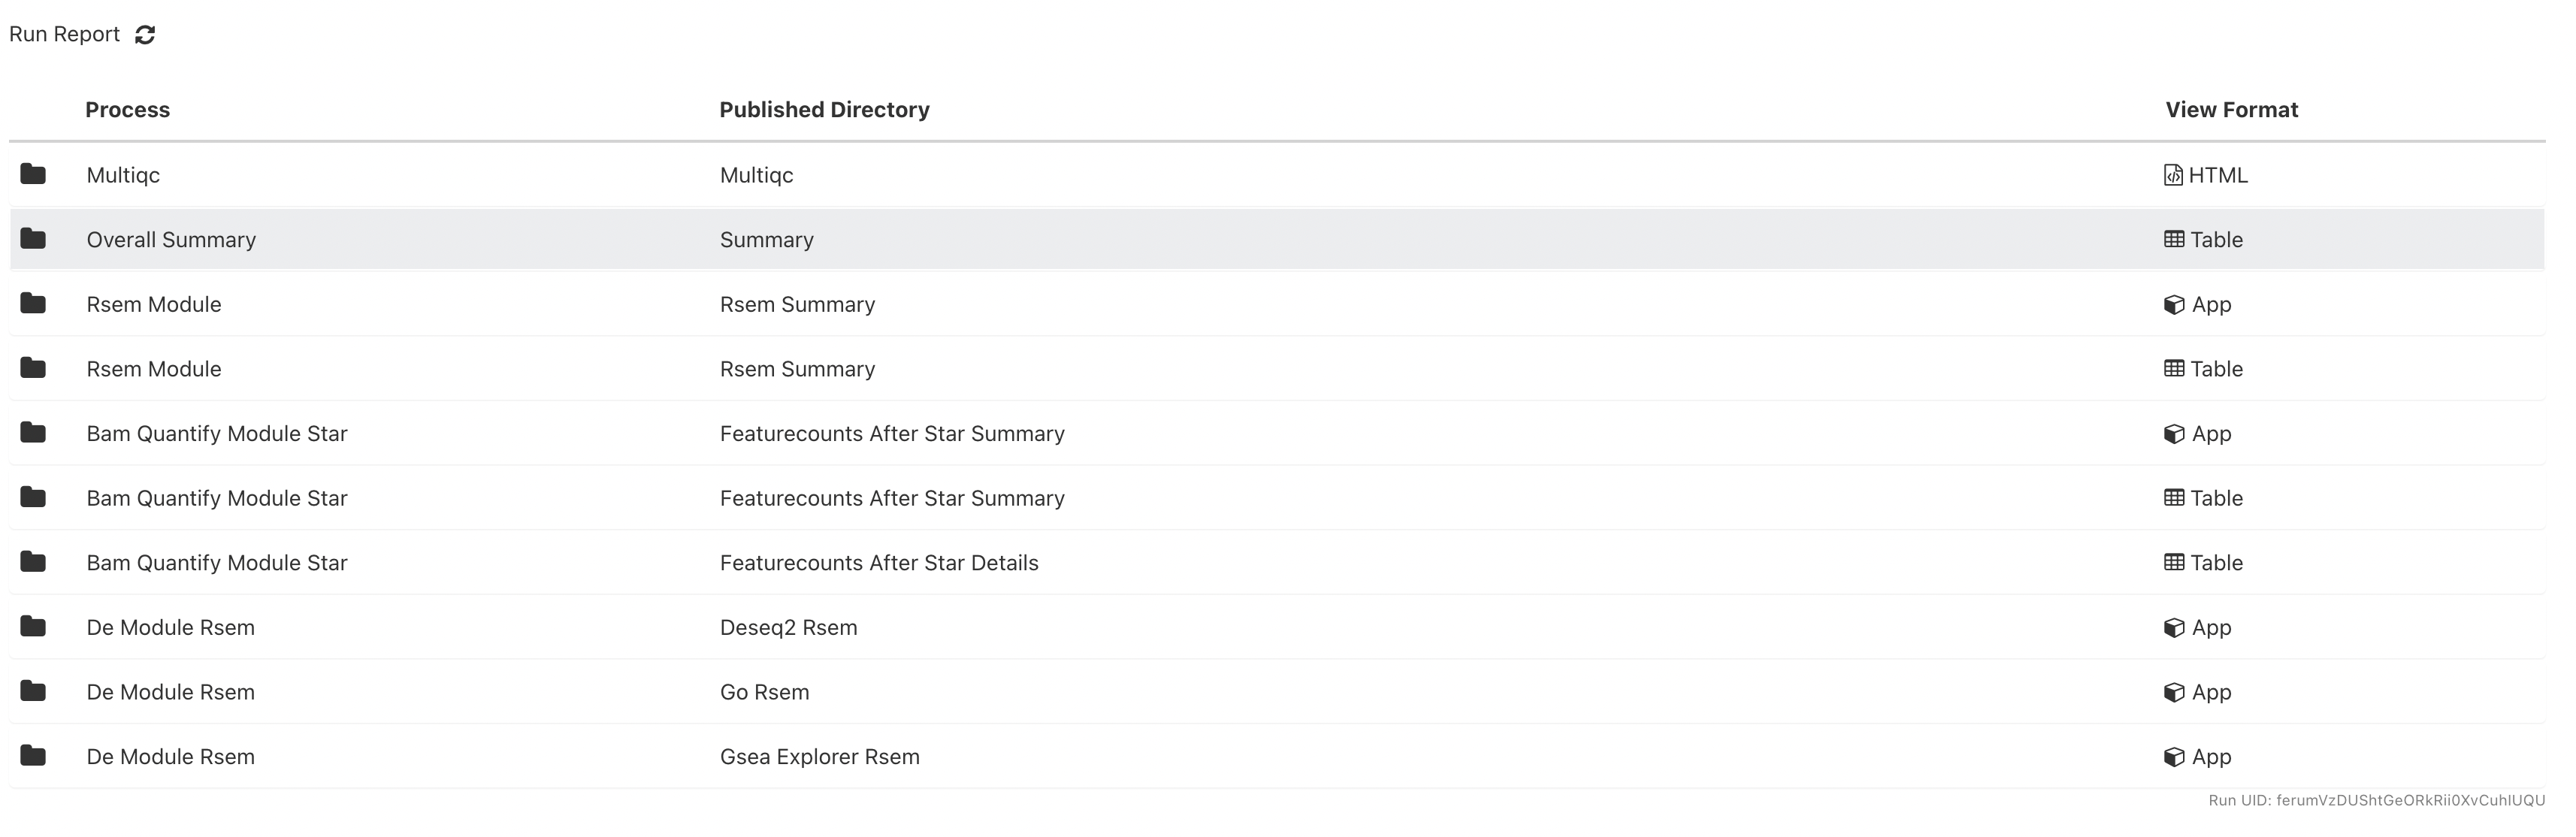 Run Report
Process Published Directory View Format
Multiqc Multiqc HTML
Overall Summary Summary Table
Rsem Module Rsem Summary App
Rsem Module Rsem Summary Table
Bam Quantify Module Star Featurecounts After Star Summary App
Bam Quantify Module Star Featurecounts After Star Summary Table
Bam Quantify Module Star Featurecounts After Star Details Table
De Module Rsem Deseq2 Rsem App
De Module Rsem Go Rsem App
De Module Rsem Gsea Explorer Rsem App
Run UID: ferumVzDUShtGeORkRii0XvCuhIUQU